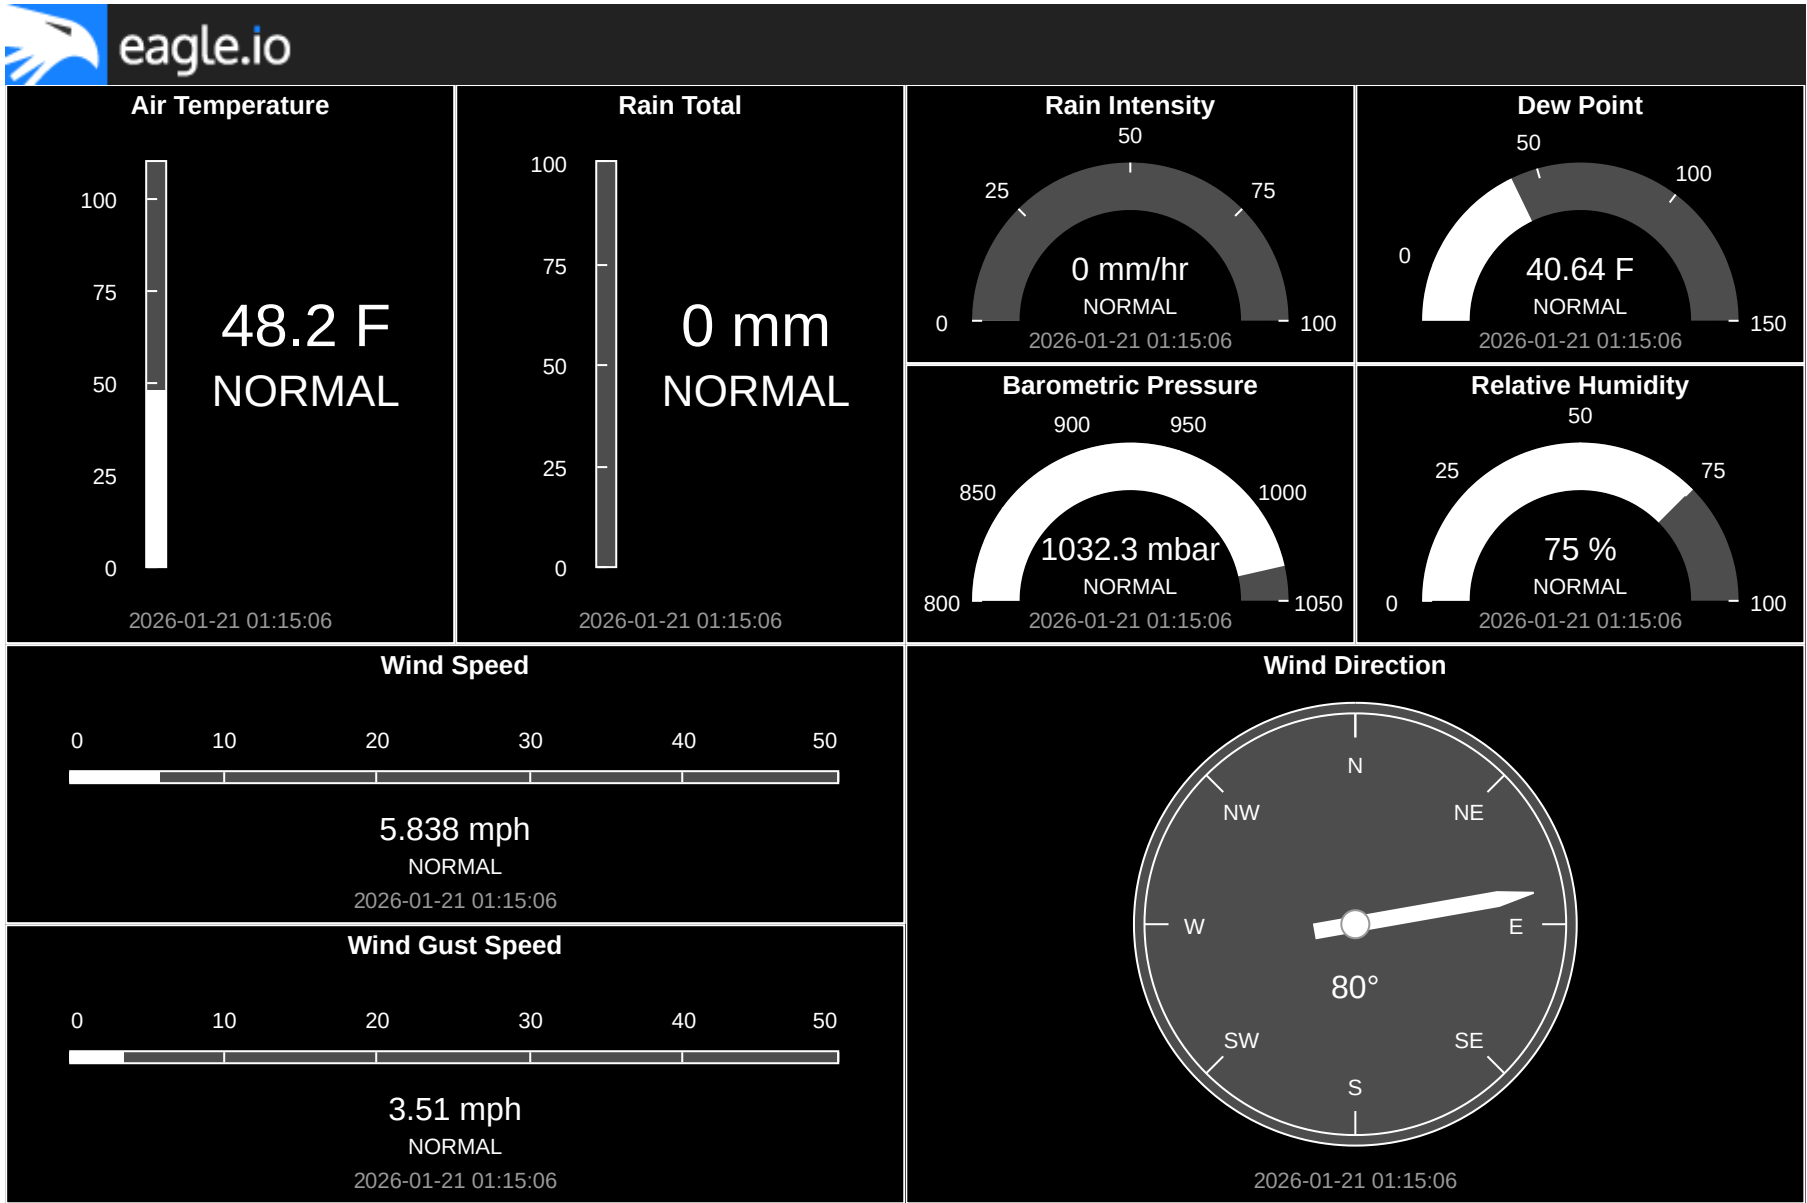 eagle.io
Air Temperature
100
75
50
25
0
48.2 F
NORMAL
2026-01-21 01:15:06
Rain Total
100
75
50
25
0
0 mm
NORMAL
2026-01-21 01:15:06
Rain Intensity
50
25
75
0
100
0 mm/hr
NORMAL
2026-01-21 01:15:06
Dew Point
50
100
0
150
40.64 F
NORMAL
2026-01-21 01:15:06
Barometric Pressure
900
950
850
1000
800
1050
1032.3 mbar
NORMAL
2026-01-21 01:15:06
Relative Humidity
50
25
75
0
100
75 %
NORMAL
2026-01-21 01:15:06
Wind Speed
0 10 20 30 40 50
5.838 mph
NORMAL
2026-01-21 01:15:06
Wind Gust Speed
0 10 20 30 40 50
3.51 mph
NORMAL
2026-01-21 01:15:06
Wind Direction
N
NW
NE
W
E
80°
SW
SE
S
2026-01-21 01:15:06